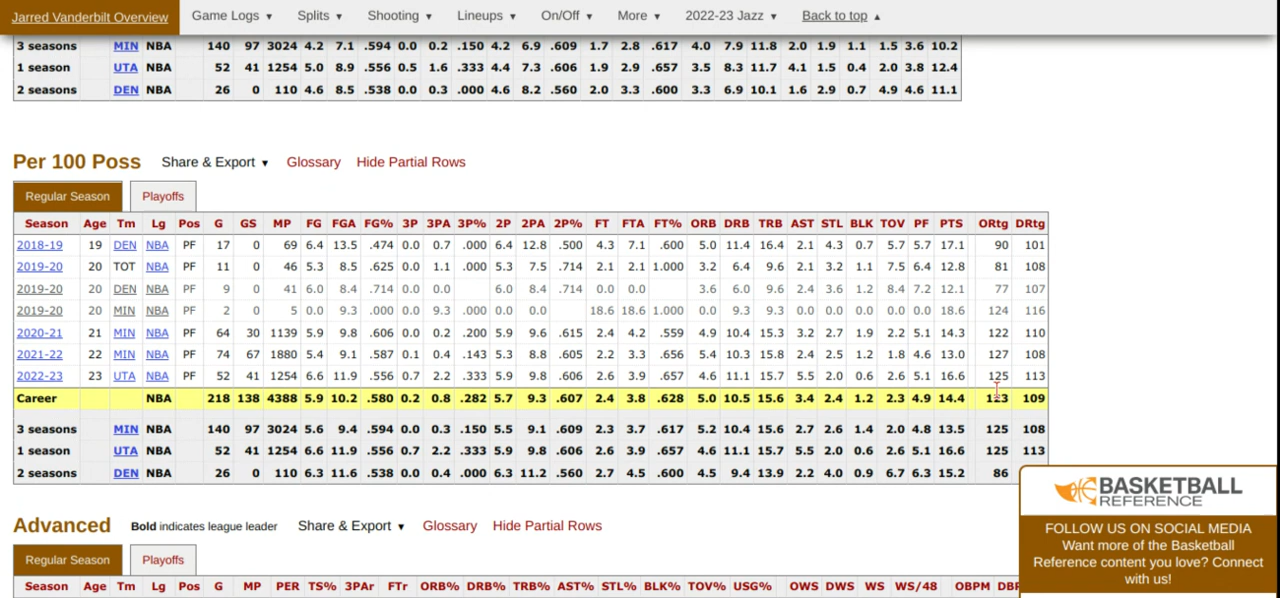 Jarred Vanderbilt Overview Game Logs ▼ Splits ▼ Shooting ▼ Lineups ▼ On/Off ▼ More ▼ 2022-23 Jazz ▼ Back to top ▲
3 seasons MIN NBA 140 97 3024 4.2 7.1 .594 0.0 0.2 .150 4.2 6.9 .609 1.7 2.8 .617 4.0 7.9 11.8 2.0 1.9 1.1 1.5 3.6 10.2
1 season UTA NBA 52 41 1254 5.0 8.9 .556 0.5 1.6 .333 4.4 7.3 .606 1.9 2.9 .657 3.5 8.3 11.7 4.1 1.5 0.4 2.0 3.8 12.4
2 seasons DEN NBA 26 0 110 4.6 8.5 .538 0.0 0.3 .000 4.6 8.2 .560 2.0 3.3 .600 3.3 6.9 10.1 1.6 2.9 0.7 4.9 4.6 11.1
Per 100 Poss Share & Export ▼ Glossary Hide Partial Rows
Regular Season Playoffs
Season Age Tm Lg Pos G GS MP FG FGA FG% 3P 3PA 3P% 2P 2PA 2P% FT FTA FT% ORB DRB TRB AST STL BLK TOV PF PTS ORtg DRtg
2018-19 19 DEN NBA PF 17 0 69 6.4 13.5 .474 0.0 0.7 .000 6.4 12.8 .500 4.3 7.1 .600 5.0 11.4 16.4 2.1 4.3 0.7 5.7 5.7 17.1 90 101
2019-20 20 TOT NBA PF 11 0 46 5.3 8.5 .625 0.0 1.1 .000 5.3 7.5 .714 2.1 2.1 1.000 3.2 6.4 9.6 2.1 3.2 1.1 7.5 6.4 12.8 81 108
2019-20 20 DEN NBA PF 9 0 41 6.0 8.4 .714 0.0 0.0 6.0 8.4 .714 0.0 0.0 3.6 6.0 9.6 2.4 3.6 1.2 8.4 7.2 12.1 77 107
2019-20 20 MIN NBA PF 2 0 5 0.0 9.3 .000 0.0 9.3 .000 0.0 0.0 18.6 18.6 1.000 0.0 9.3 9.3 0.0 0.0 0.0 0.0 0.0 18.6 124 116
2020-21 21 MIN NBA PF 64 30 1139 5.9 9.8 .606 0.0 0.2 .200 5.9 9.6 .615 2.4 4.2 .559 4.9 10.4 15.3 3.2 2.7 1.9 2.2 5.1 14.3 122 110
2021-22 22 MIN NBA PF 74 67 1880 5.4 9.1 .587 0.1 0.4 .143 5.3 8.8 .605 2.2 3.3 .656 5.4 10.3 15.8 2.4 2.5 1.2 1.8 4.6 13.0 127 108
2022-23 23 UTA NBA PF 52 41 1254 6.6 11.9 .556 0.7 2.2 .333 5.9 9.8 .606 2.6 3.9 .657 4.6 11.1 15.7 5.5 2.0 0.6 2.6 5.1 16.6 125 113
Career NBA 218 138 4388 5.9 10.2 .580 0.2 0.8 .282 5.7 9.3 .607 2.4 3.8 .628 5.0 10.5 15.6 3.4 2.4 1.2 2.3 4.9 14.4 123 109
3 seasons MIN NBA 140 97 3024 5.6 9.4 .594 0.0 0.3 .150 5.5 9.1 .609 2.3 3.7 .617 5.2 10.4 15.6 2.7 2.6 1.4 2.0 4.8 13.5 125 108
1 season UTA NBA 52 41 1254 6.6 11.9 .556 0.7 2.2 .333 5.9 9.8 .606 2.6 3.9 .657 4.6 11.1 15.7 5.5 2.0 0.6 2.6 5.1 16.6 125 113
2 seasons DEN NBA 26 0 110 6.3 11.6 .538 0.0 0.4 .000 6.3 11.2 .560 2.7 4.5 .600 4.5 9.4 13.9 2.2 4.0 0.9 6.7 6.3 15.2 86
Advanced Bold indicates league leader Share & Export ▼ Glossary Hide Partial Rows
Regular Season Playoffs
Season Age Tm Lg Pos G MP PER TS% 3PAr FTr ORB% DRB% TRB% AST% STL% BLK% TOV% USG% OWS DWS WS WS/48 OBPM
BASKETBALL
REFERENCE
FOLLOW US ON SOCIAL MEDIA
Want more of the Basketball
Reference content you love? Connect
with us!